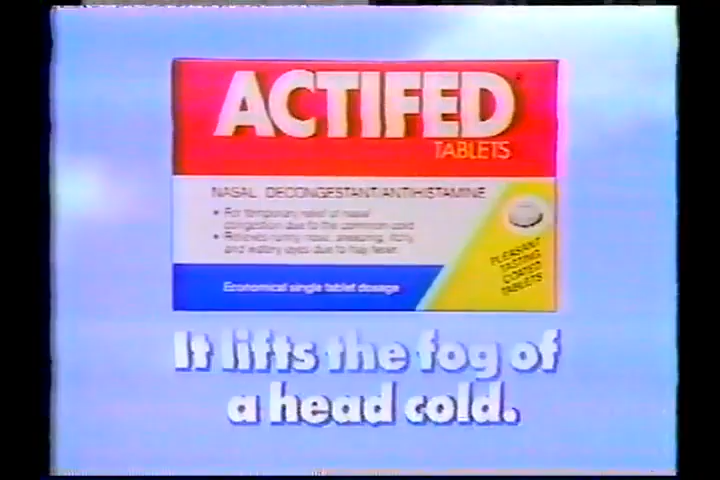 ACTIFED
TABLETS
NASAL DECONGESTANT/ANTIHISTAMINE
• For temporary relief of nasal
congestion due to the common cold
• Relieves runny nose, sneezing, itchy
and watery eyes due to hay fever.
PLEASANT
TASTING
COATED
TABLETS
Economical single tablet dosage
It lifts the fog of
a head cold.